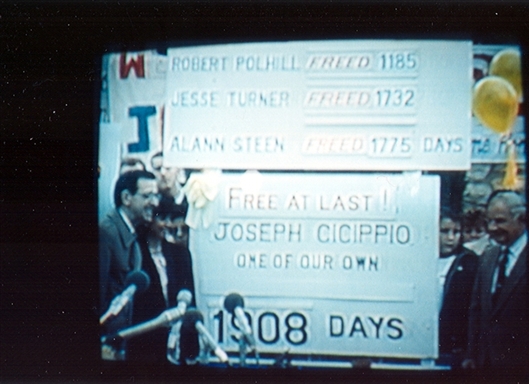 ROBERT POLHILL FREED 1185
JESSE TURNER FREED 1732
ALANN STEEN FREED 1775 DAYS
FREE AT LAST!
JOSEPH CICIPPIO
ONE OF OUR OWN
1908 DAYS